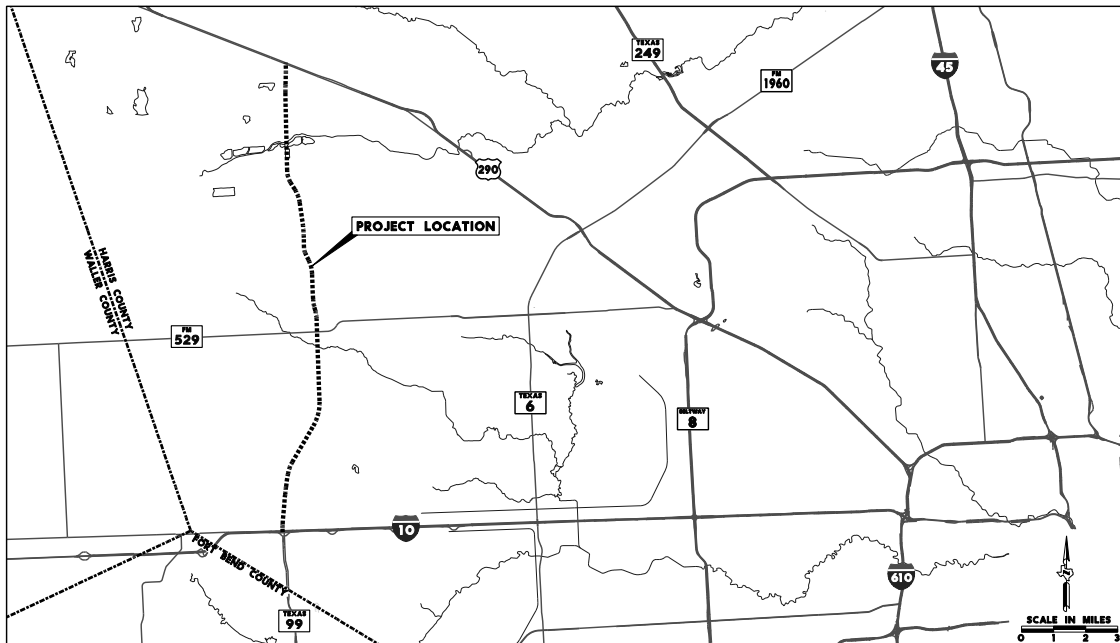 TEXAS
249
FM
1960
45
290
PROJECT LOCATION
HARRIS COUNTY
WALLER COUNTY
FM
529
TEXAS
6
BELTWAY
8
10
FORT BEND COUNTY
610
TEXAS
99
N
SCALE IN MILES
0 1 2 3